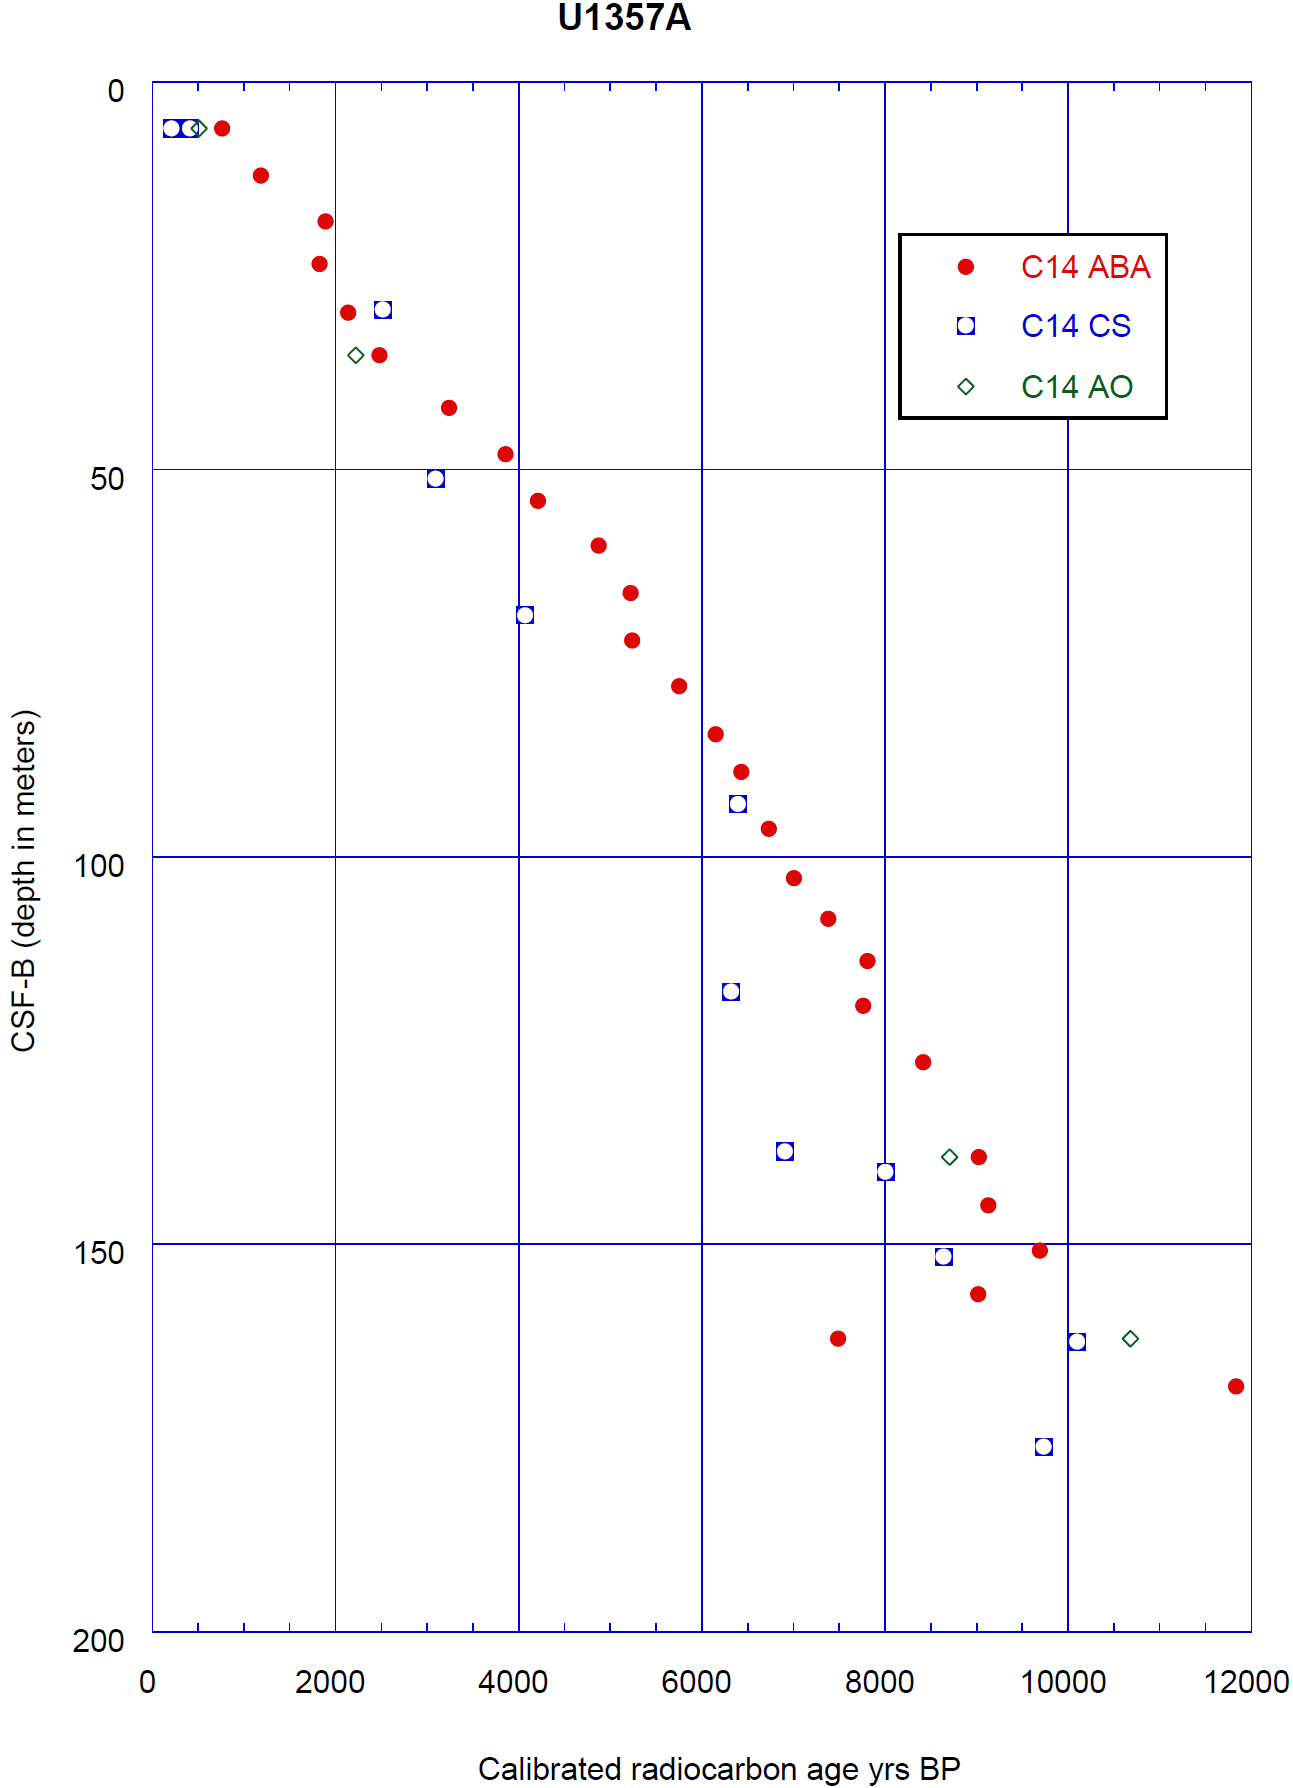 U1357A
0
50
100
150
200
CSF-B (depth in meters)
C14 ABA
C14 CS
C14 AO
0 2000 4000 6000 8000 10000 12000
Calibrated radiocarbon age yrs BP